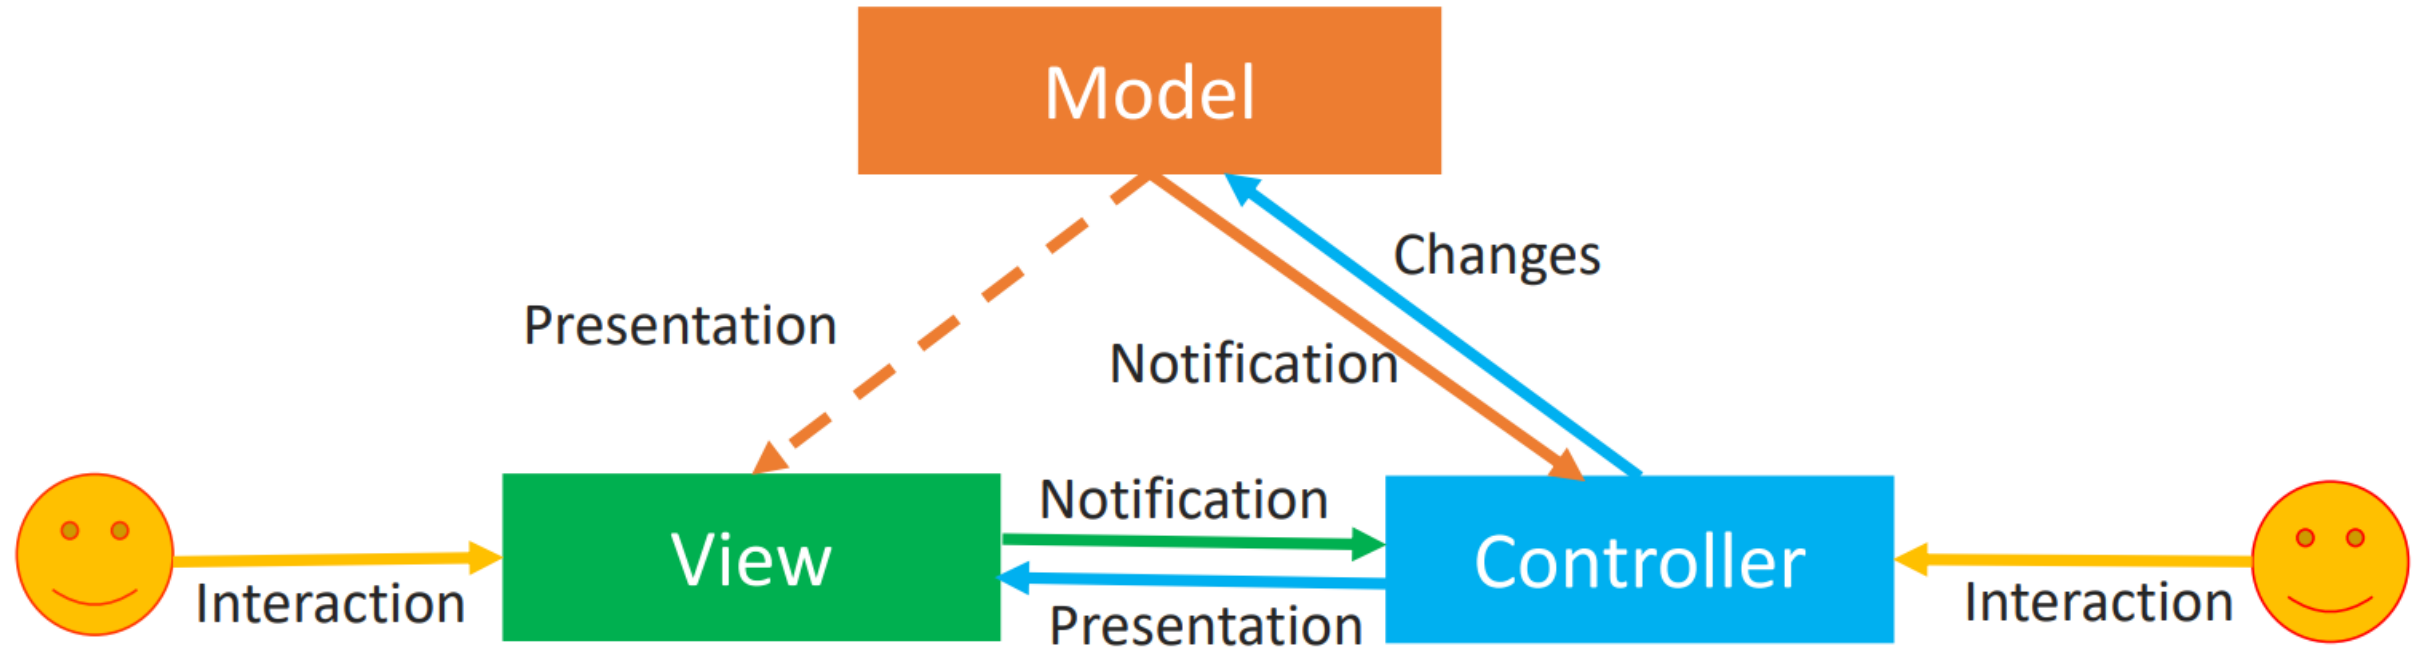 Model
Changes
Presentation
Notification
Notification
View
Controller
Interaction
Interaction
Presentation